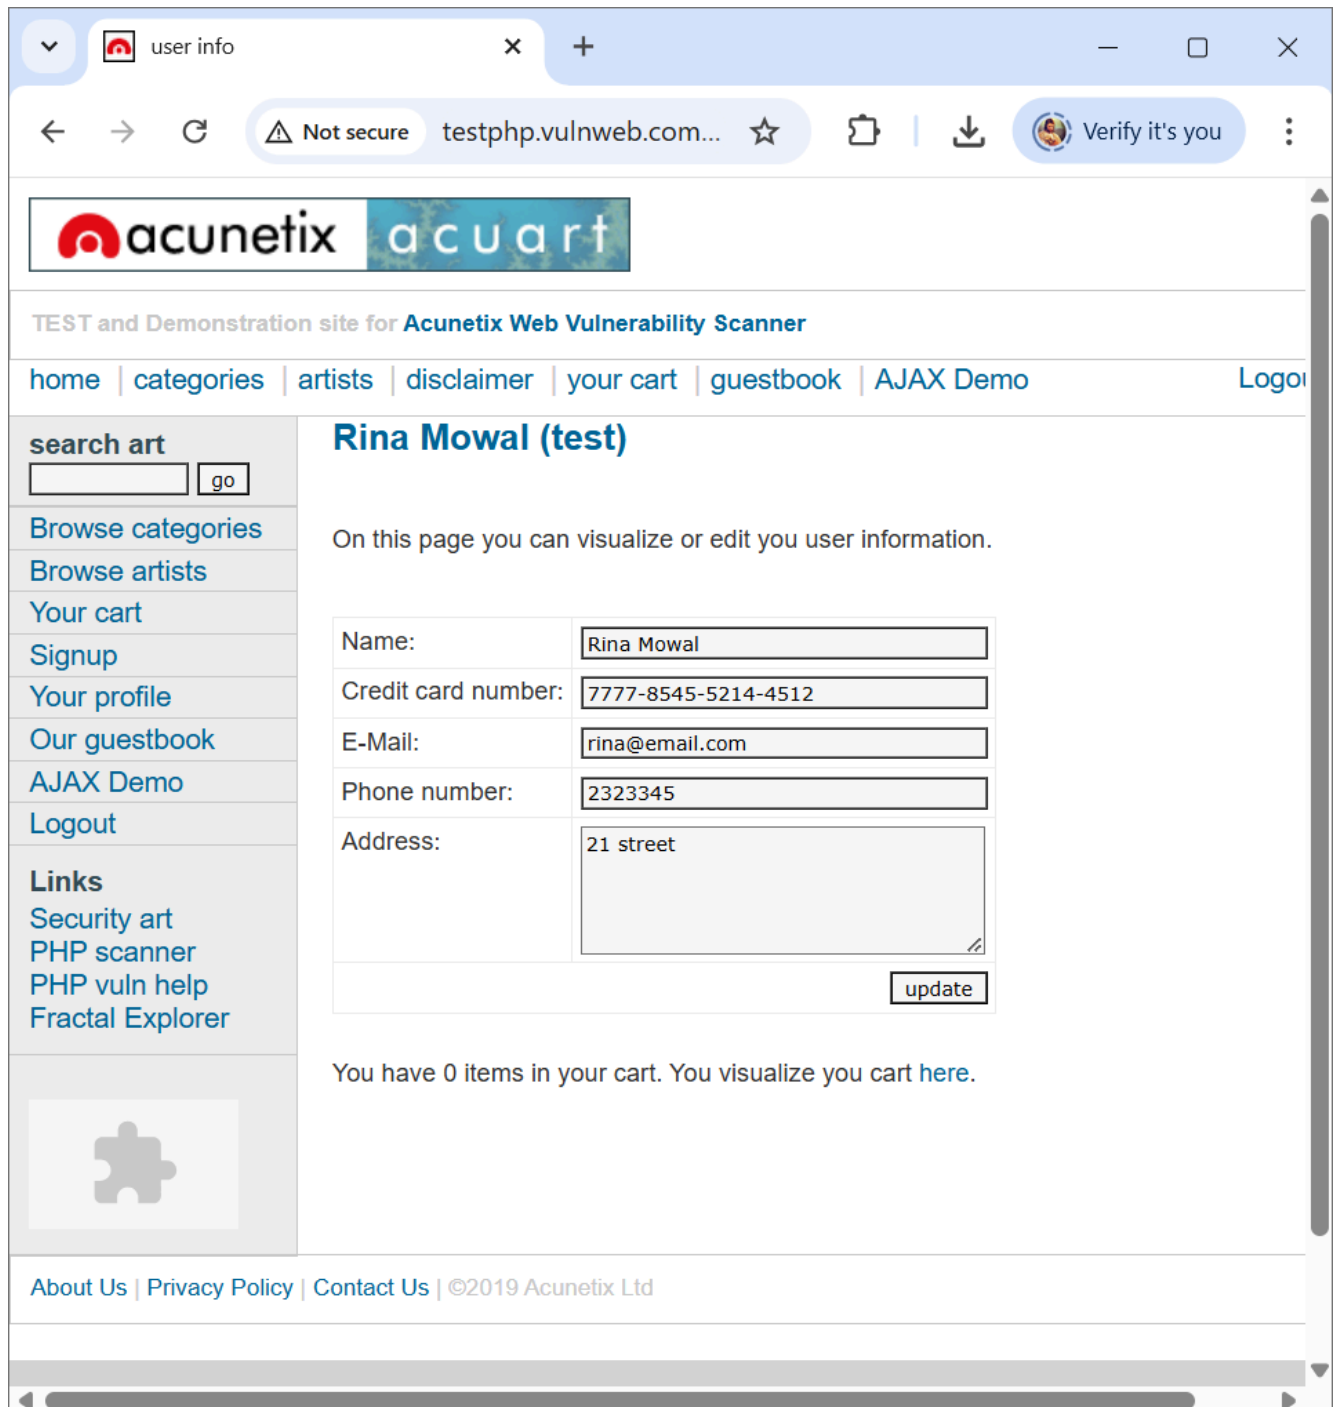 user info
Not secure testphp.vulnweb.com... Verify it's you
acunetix acuart
TEST and Demonstration site for Acunetix Web Vulnerability Scanner
home | categories | artists | disclaimer | your cart | guestbook | AJAX Demo Logou
search art
go
Browse categories
Browse artists
Your cart
Signup
Your profile
Our guestbook
AJAX Demo
Logout
Links
Security art
PHP scanner
PHP vuln help
Fractal Explorer
Rina Mowal (test)
On this page you can visualize or edit you user information.
Name: Rina Mowal
Credit card number: 7777-8545-5214-4512
E-Mail: rina@email.com
Phone number: 2323345
Address: 21 street
update
You have 0 items in your cart. You visualize you cart here.
About Us | Privacy Policy | Contact Us | ©2019 Acunetix Ltd